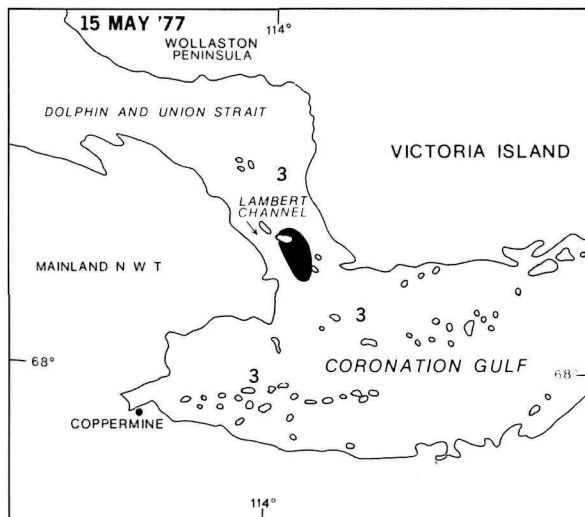 15 MAY '77
114°
WOLLASTON
PENINSULA
DOLPHIN AND UNION STRAIT
VICTORIA ISLAND
3
LAMBERT
CHANNEL
MAINLAND N W T
3
68°
CORONATION GULF
68°
3
COPPERMINE
114°